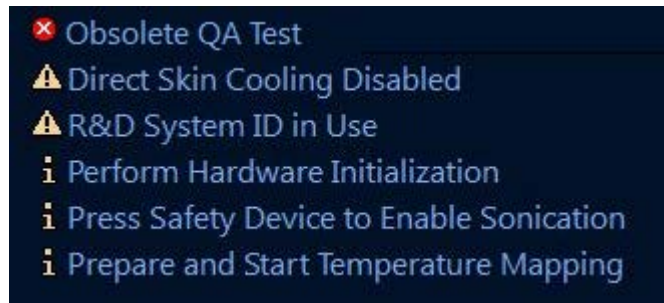 Obsolete QA Test
Direct Skin Cooling Disabled
R&D System ID in Use
Perform Hardware Initialization
Press Safety Device to Enable Sonication
Prepare and Start Temperature Mapping